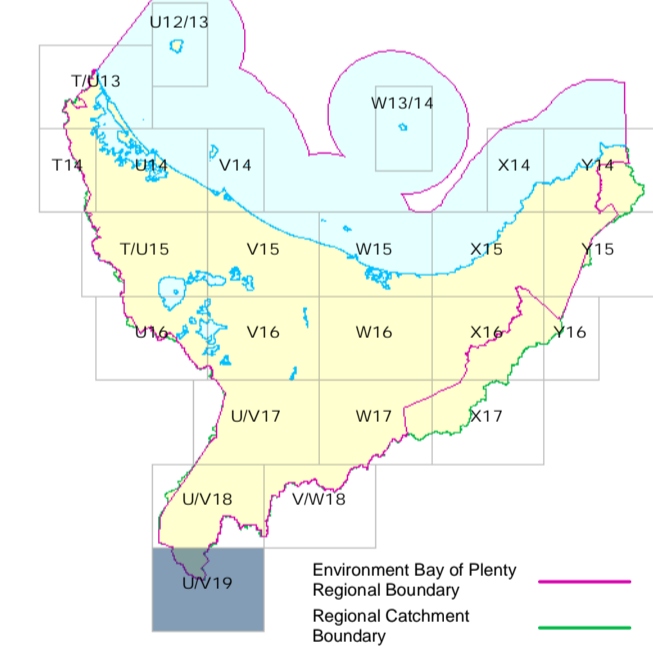 U12/13
T/U13
W13/14
T14
U14
V14
X14
Y14
T/U15
V15
W15
X15
Y15
U16
V16
W16
X16
Y16
U/V17
W17
X17
U/V18
V/W18
U/V19
Environment Bay of Plenty
Regional Boundary
Regional Catchment
Boundary